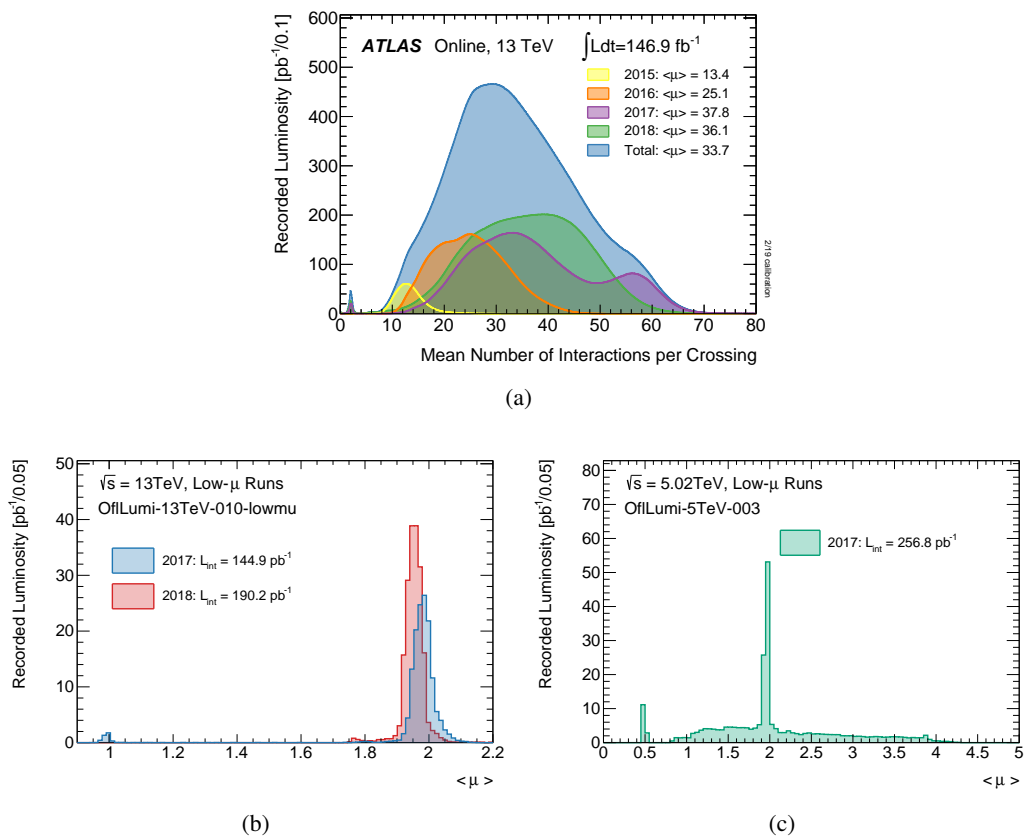 600
500
400
300
200
100
0
Recorded Luminosity [pb⁻¹/0.1]
ATLAS Online, 13 TeV ∫Ldt=146.9 fb⁻¹
2015: <μ> = 13.4
2016: <μ> = 25.1
2017: <μ> = 37.8
2018: <μ> = 36.1
Total: <μ> = 33.7
2/19 calibration
0 10 20 30 40 50 60 70 80
Mean Number of Interactions per Crossing
(a)
50
40
30
20
10
0
Recorded Luminosity [pb⁻¹/0.05]
√s = 13TeV, Low-μ Runs
OflLumi-13TeV-010-lowmu
2017: L_int = 144.9 pb⁻¹
2018: L_int = 190.2 pb⁻¹
1 1.2 1.4 1.6 1.8 2 2.2
< μ >
(b)
80
70
60
50
40
30
20
10
0
Recorded Luminosity [pb⁻¹/0.05]
√s = 5.02TeV, Low-μ Runs
OflLumi-5TeV-003
2017: L_int = 256.8 pb⁻¹
0 0.5 1 1.5 2 2.5 3 3.5 4 4.5 5
< μ >
(c)